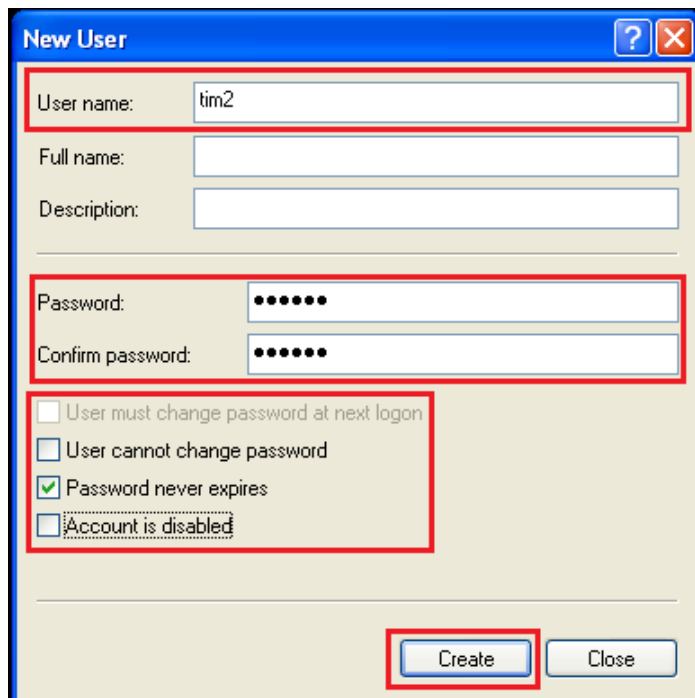 New User
User name: tim2
Full name:
Description:
Password: ●●●●●●
Confirm password: ●●●●●●
User must change password at next logon
User cannot change password
Password never expires
Account is disabled
Create Close